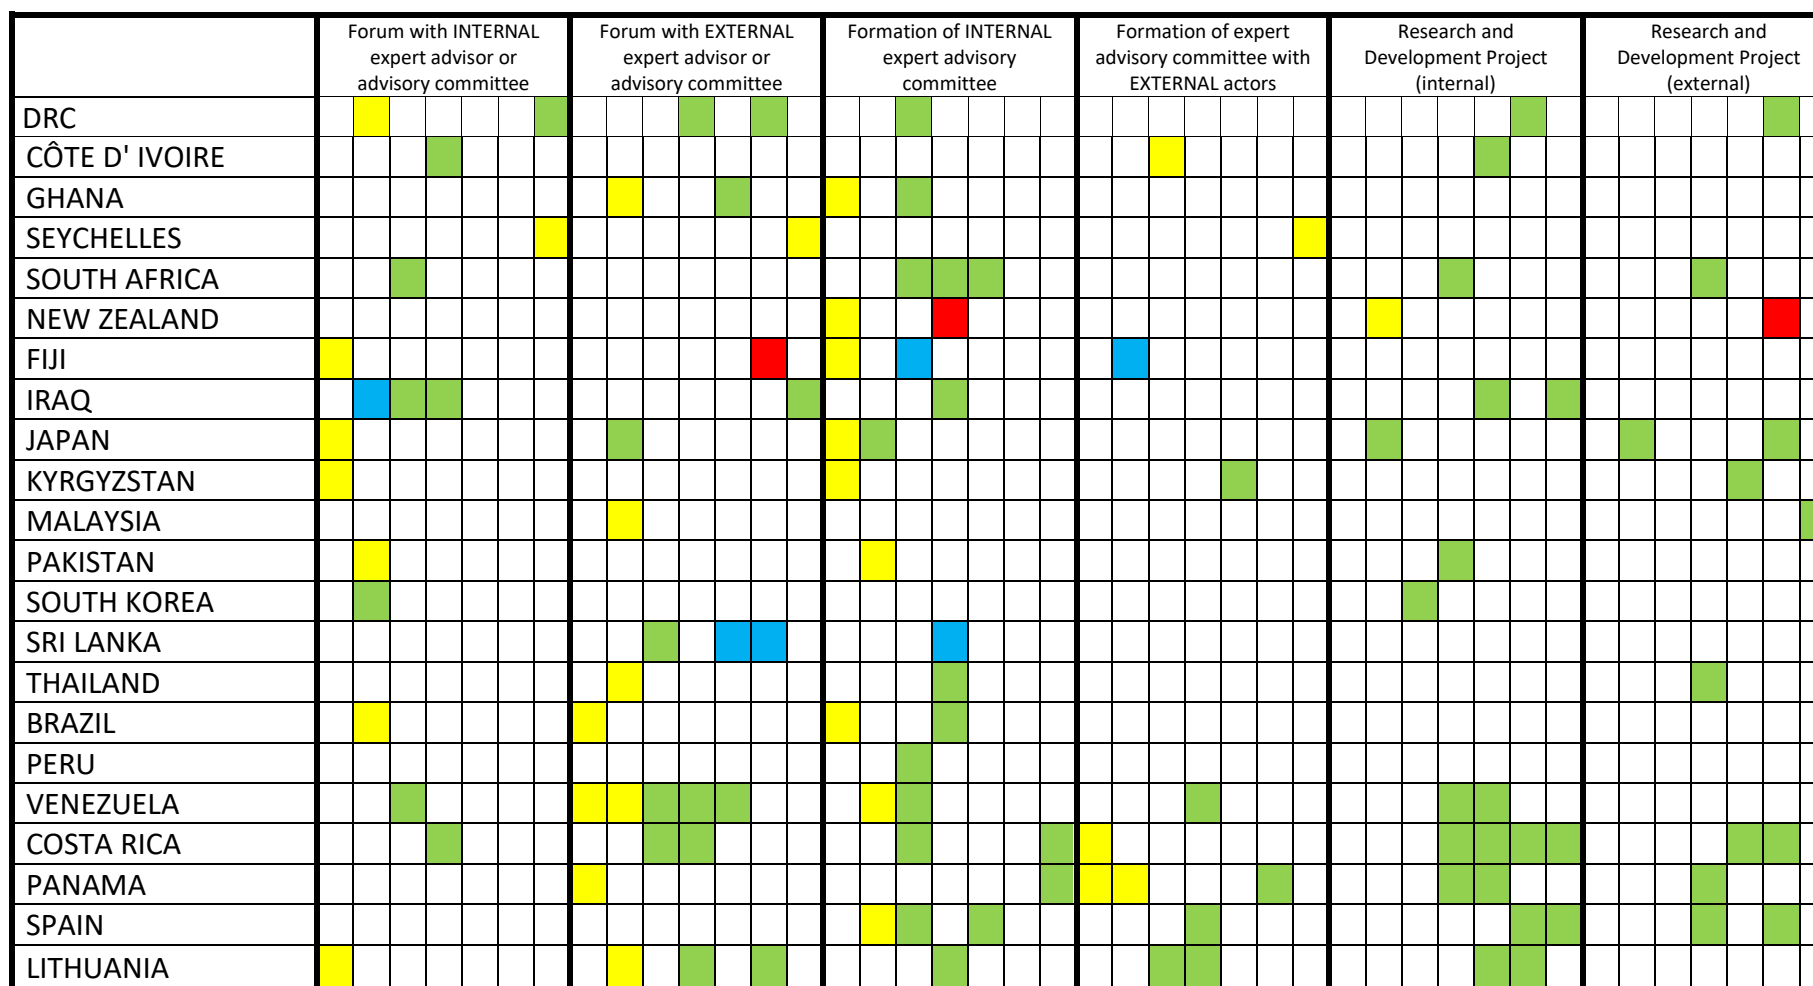 Forum with INTERNAL
expert advisor or
advisory committee
Forum with EXTERNAL
expert advisor or
advisory committee
Formation of INTERNAL
expert advisory
committee
Formation of expert
advisory committee with
EXTERNAL actors
Research and
Development Project
(internal)
Research and
Development Project
(external)
DRC
CÔTE D' IVOIRE
GHANA
SEYCHELLES
SOUTH AFRICA
NEW ZEALAND
FIJI
IRAQ
JAPAN
KYRGYZSTAN
MALAYSIA
PAKISTAN
SOUTH KOREA
SRI LANKA
THAILAND
BRAZIL
PERU
VENEZUELA
COSTA RICA
PANAMA
SPAIN
LITHUANIA